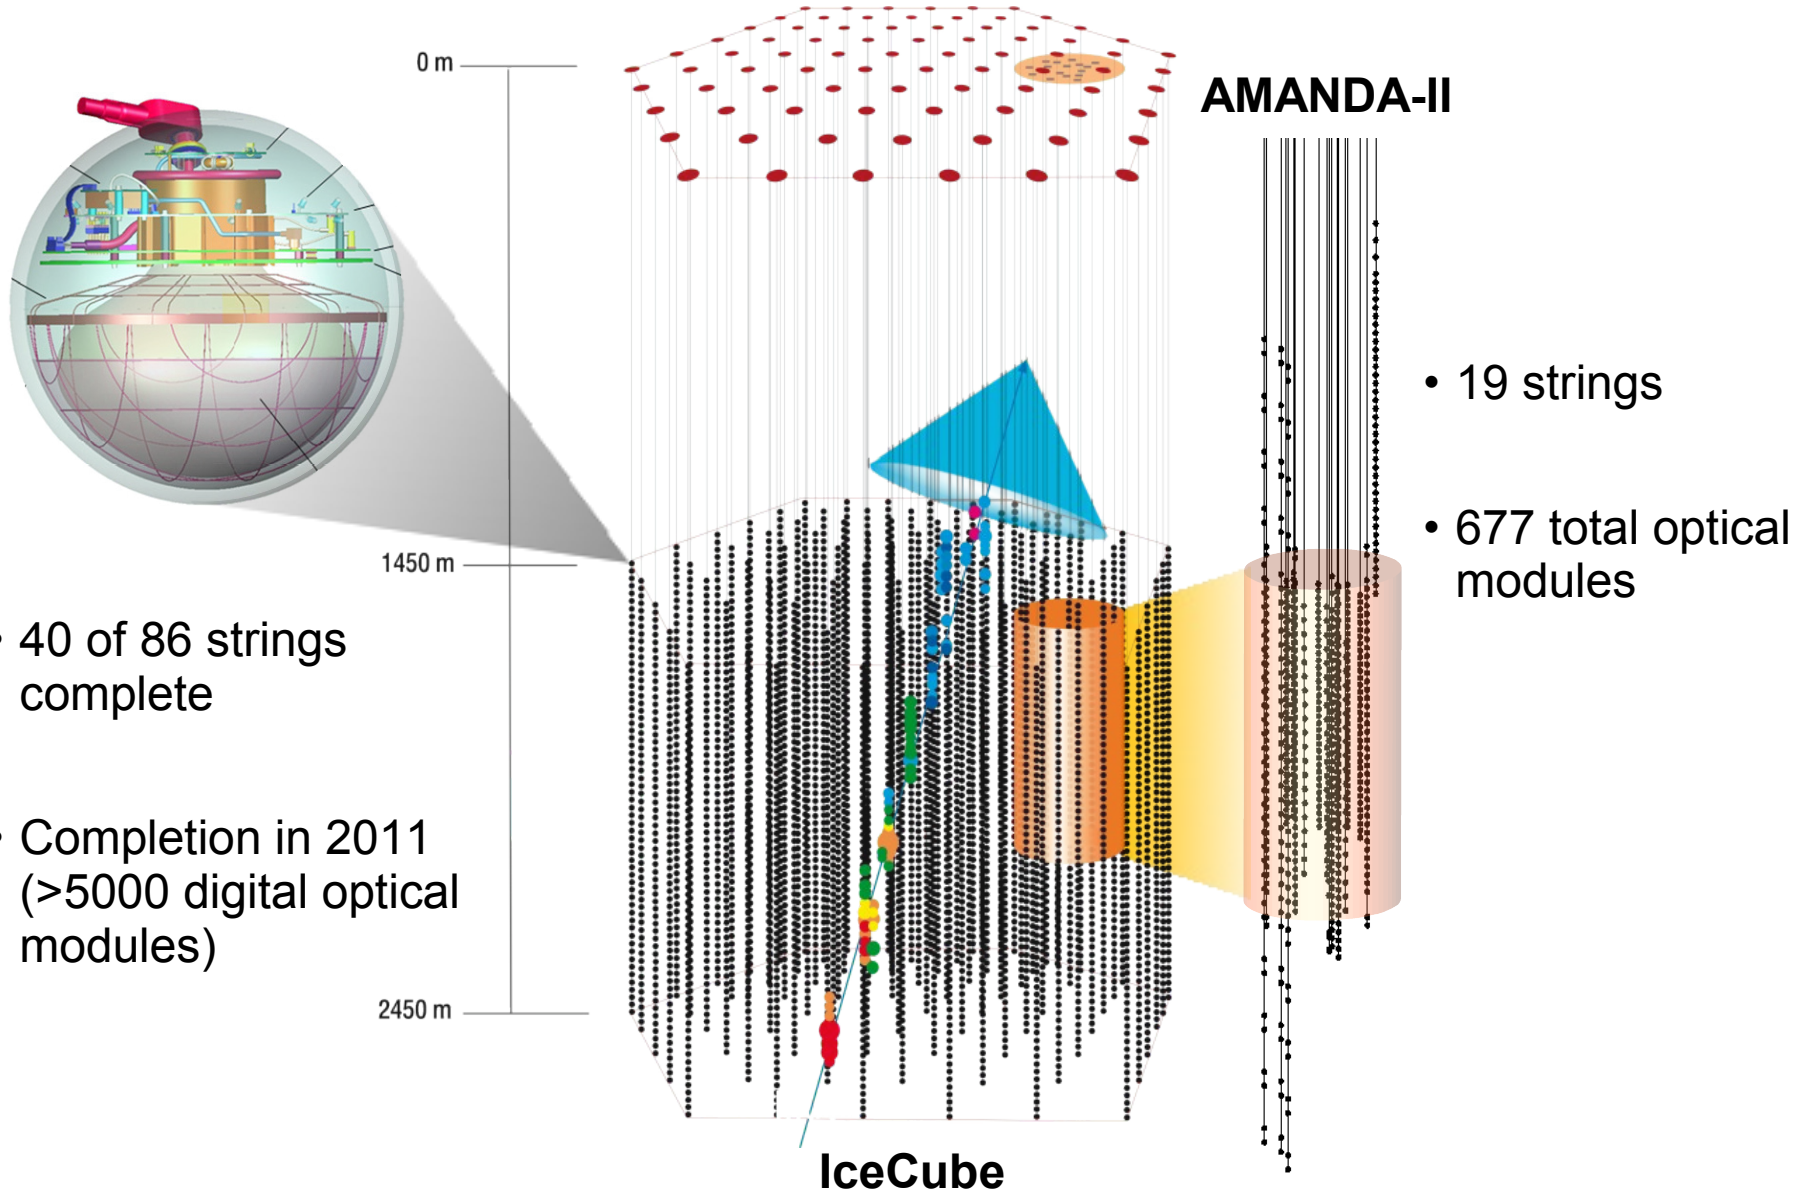 0 m
AMANDA-II
• 19 strings
• 677 total optical
modules
1450 m
• 40 of 86 strings
complete
• Completion in 2011
(>5000 digital optical
modules)
2450 m
IceCube